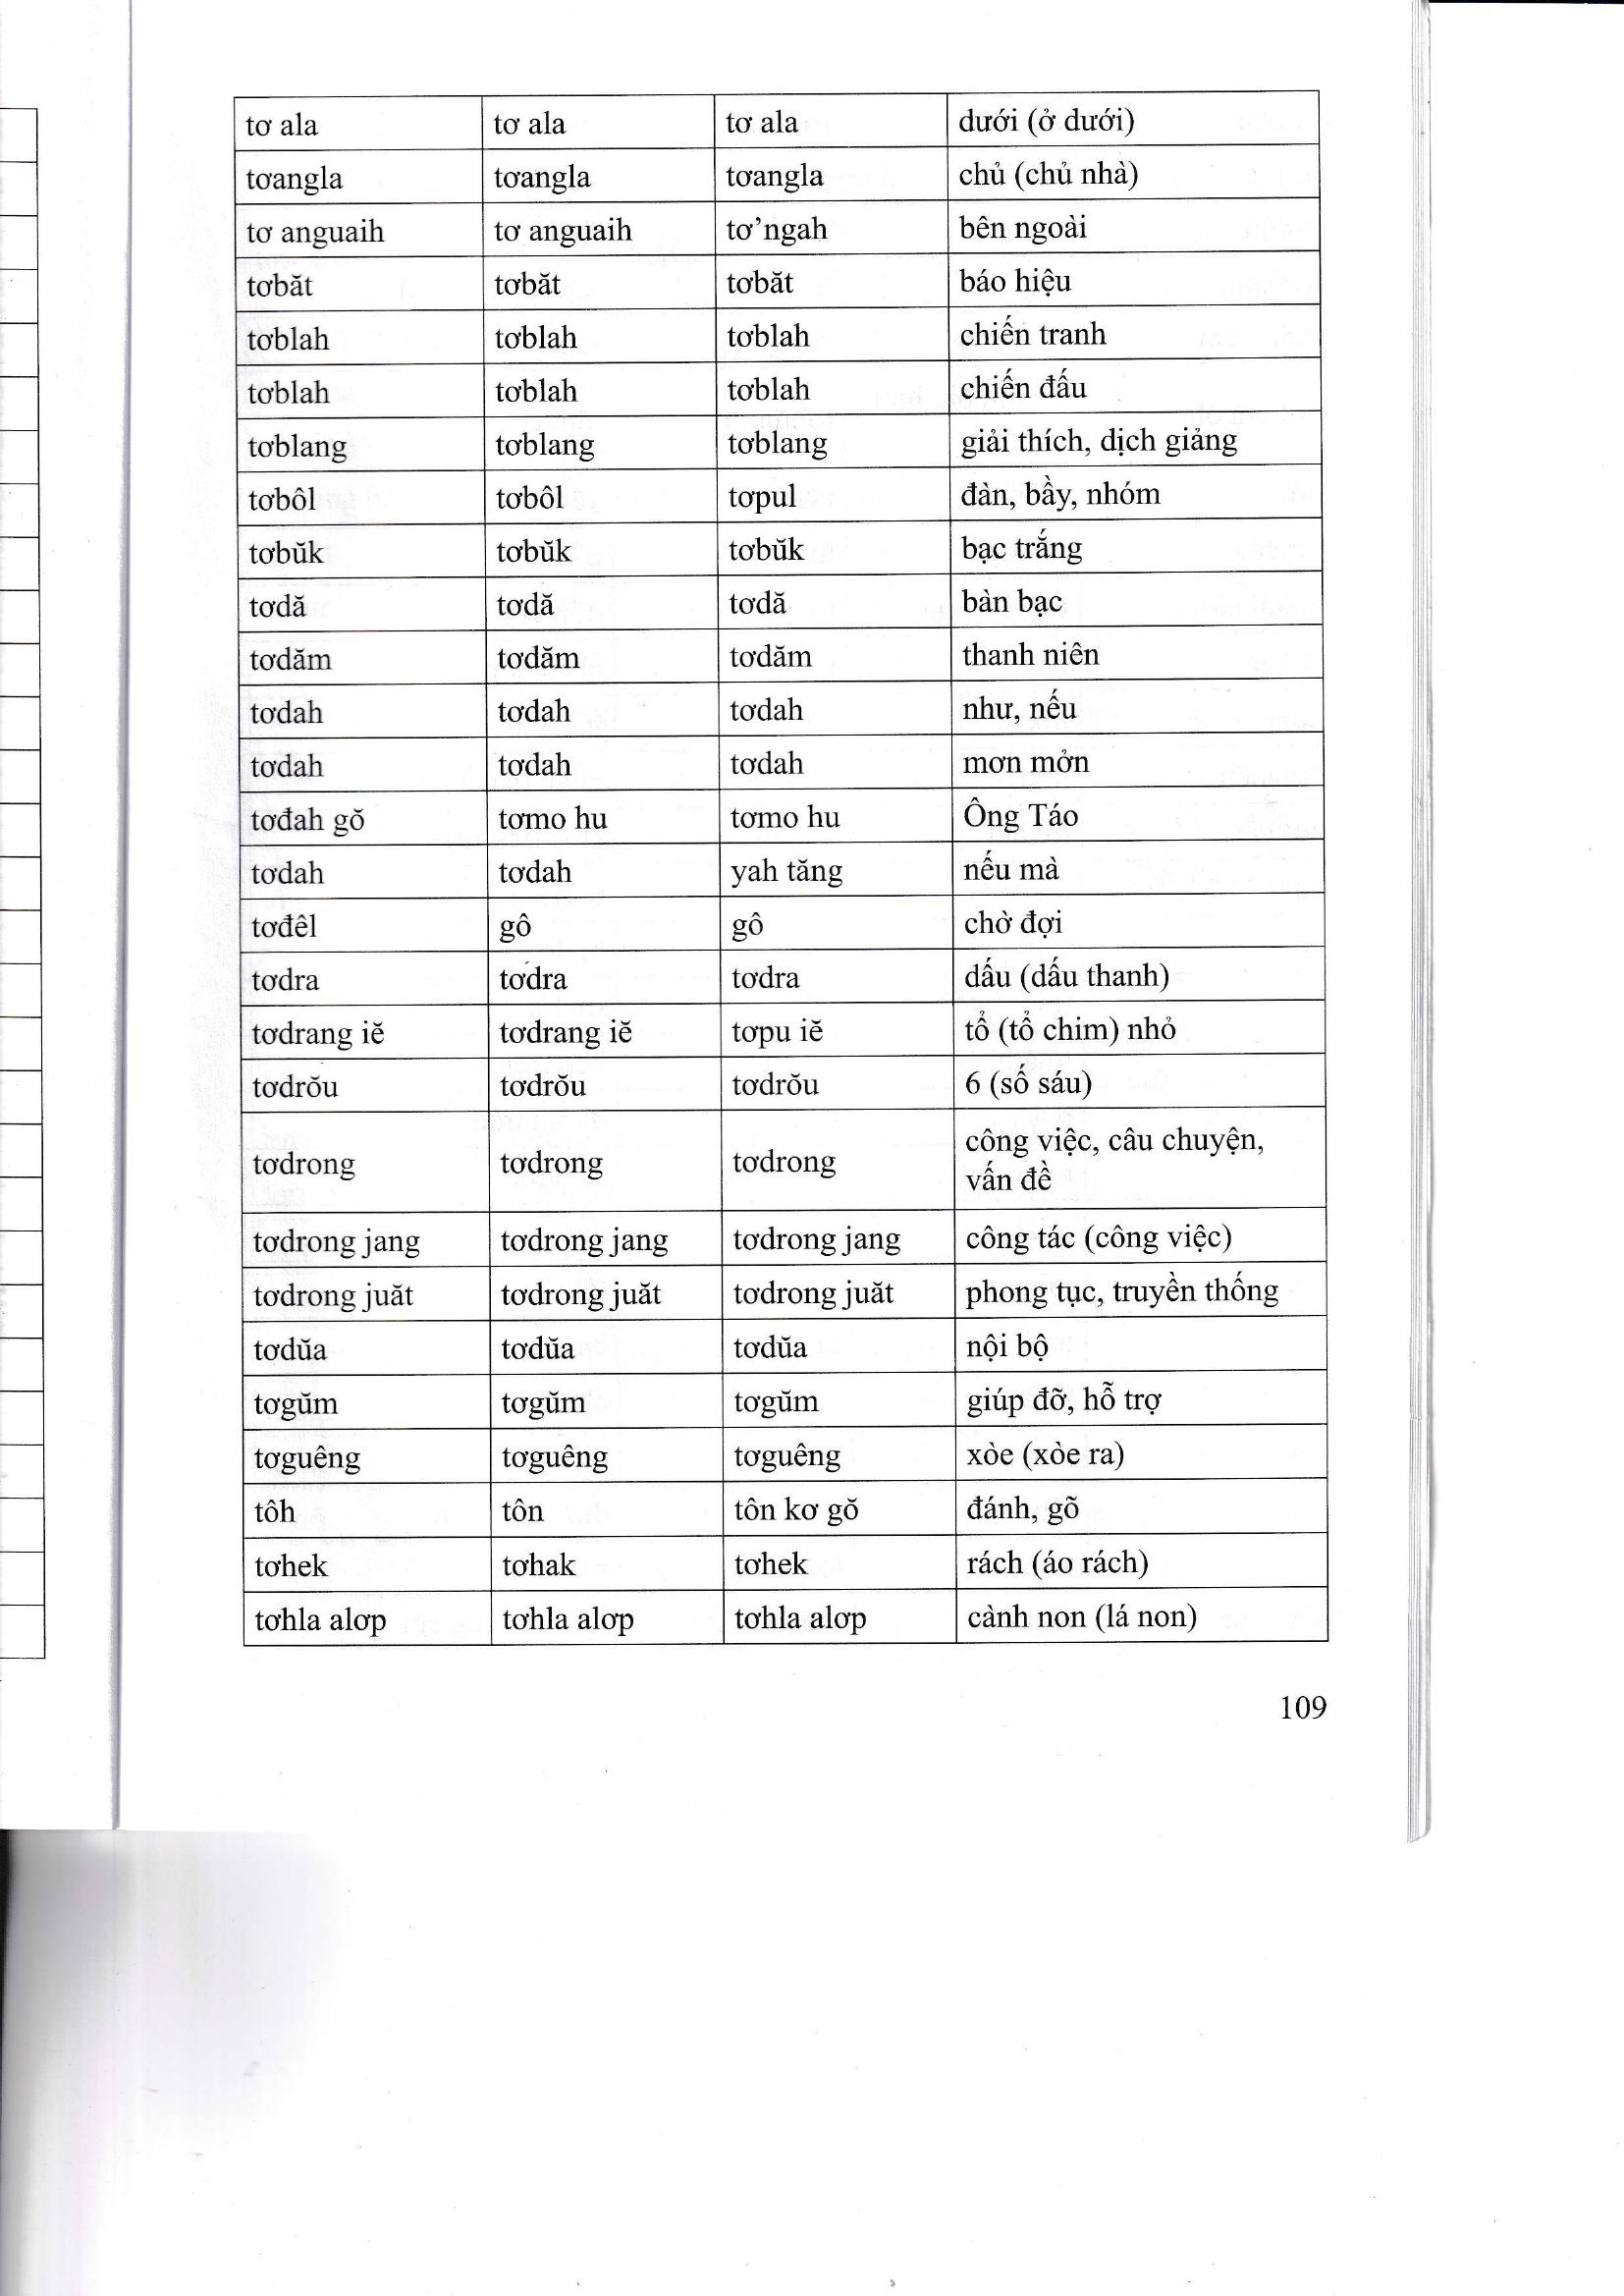 tơ ala tơ ala tơ ala dưới (ở dưới)
tơangla tơangla tơangla chủ (chủ nhà)
tơ anguaih tơ anguaih tơ’ngah bên ngoài
tơbăt tơbăt tơbăt báo hiệu
tơblah tơblah tơblah chiến tranh
tơblah tơblah tơblah chiến đấu
tơblang tơblang tơblang giải thích, dịch giảng
tơbôl tơbôl tơpul đàn, bầy, nhóm
tơbŭk tơbŭk tơbŭk bạc trắng
tơdă tơdă tơdă bàn bạc
tơdăm tơdăm tơdăm thanh niên
tơdah tơdah tơdah như, nếu
tơdah tơdah tơdah mơn mởn
tơđah gŏ tơmo hu tơmo hu Ông Táo
tơdah tơdah yah tăng nếu mà
tơđêl gô gô chờ đợi
tơdra tơdra tơdra dấu (dấu thanh)
tơdrang iĕ tơdrang iĕ tơpu iĕ tổ (tổ chim) nhỏ
tơdrŏu tơdrŏu tơdrŏu 6 (số sáu)
tơdrong tơdrong tơdrong công việc, câu chuyện,
vấn đề
tơdrong jang tơdrong jang tơdrong jang công tác (công việc)
tơdrong juăt tơdrong juăt tơdrong juăt phong tục, truyền thống
tơdŭa tơdŭa tơdŭa nội bộ
tơgŭm tơgŭm tơgŭm giúp đỡ, hỗ trợ
tơguêng tơguêng tơguêng xòe (xòe ra)
tôh tôn tôn kơ gŏ đánh, gõ
tơhek tơhak tơhek rách (áo rách)
tơhla alơp tơhla alơp tơhla alơp cành non (lá non)
109